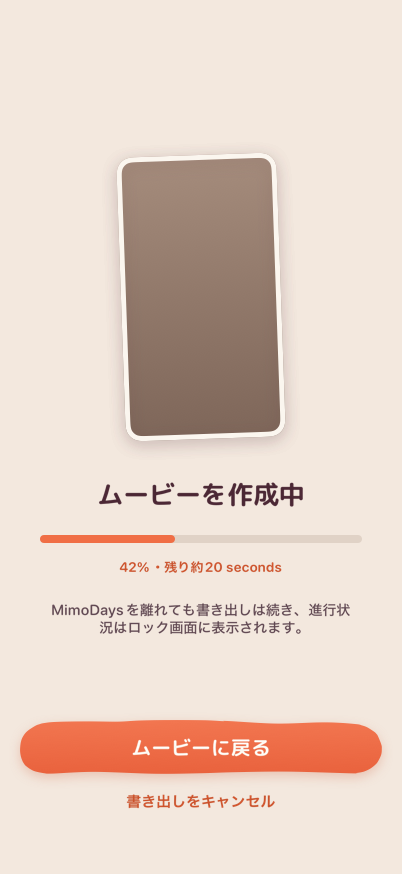 ムービーを作成中
42%・残り約20 seconds
MimoDaysを離れても書き出しは続き、進行状
況はロック画面に表示されます。
ムービーに戻る
書き出しをキャンセル